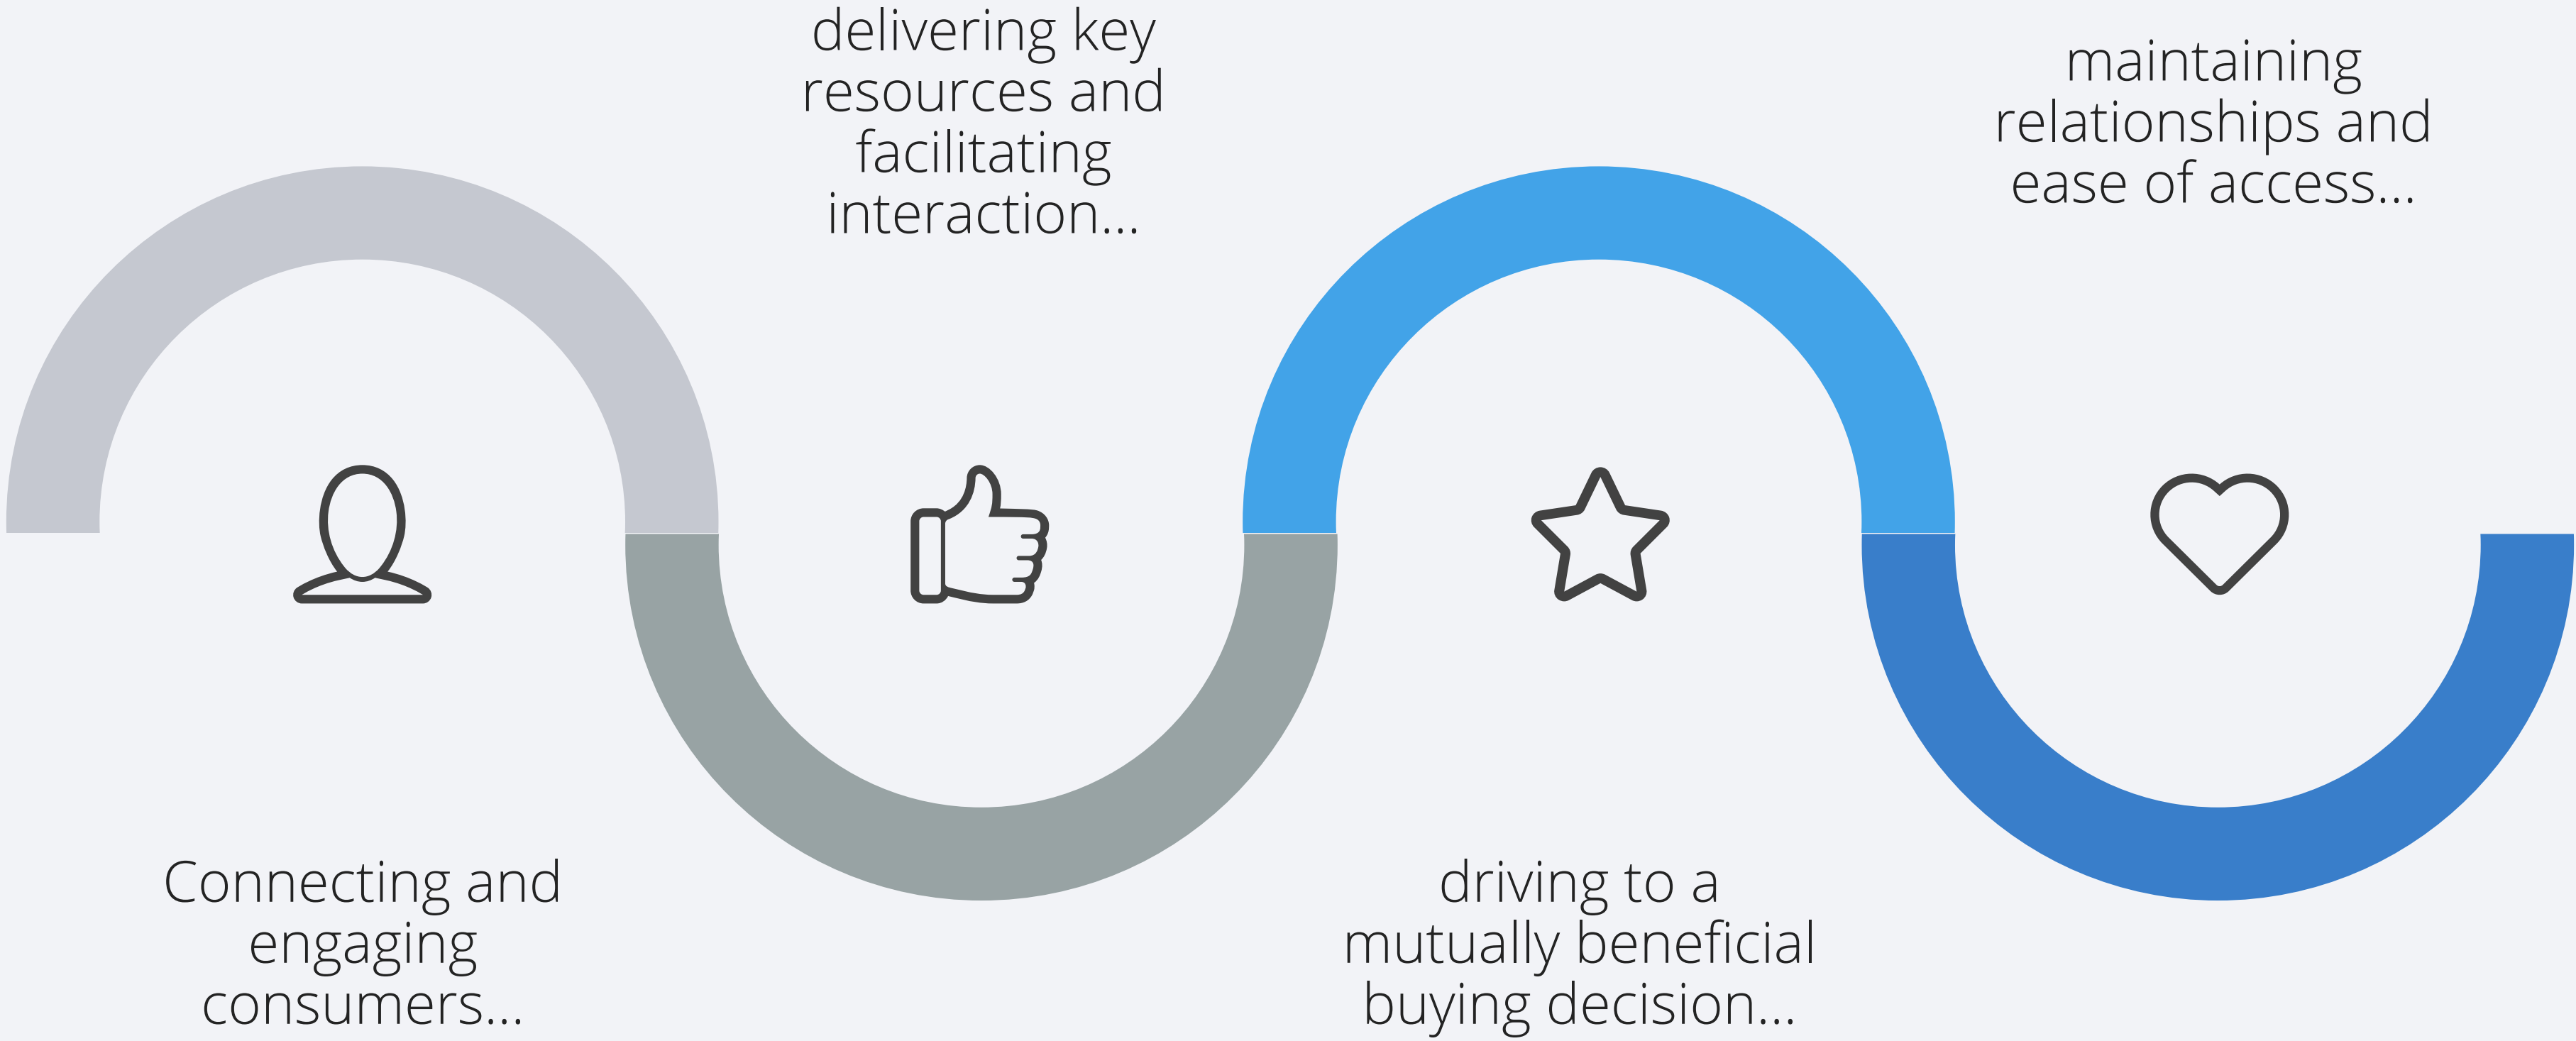 Connecting and
engaging
consumers...
delivering key
resources and
facilitating
interaction...
driving to a
mutually beneficial
buying decision...
maintaining
relationships and
ease of access...